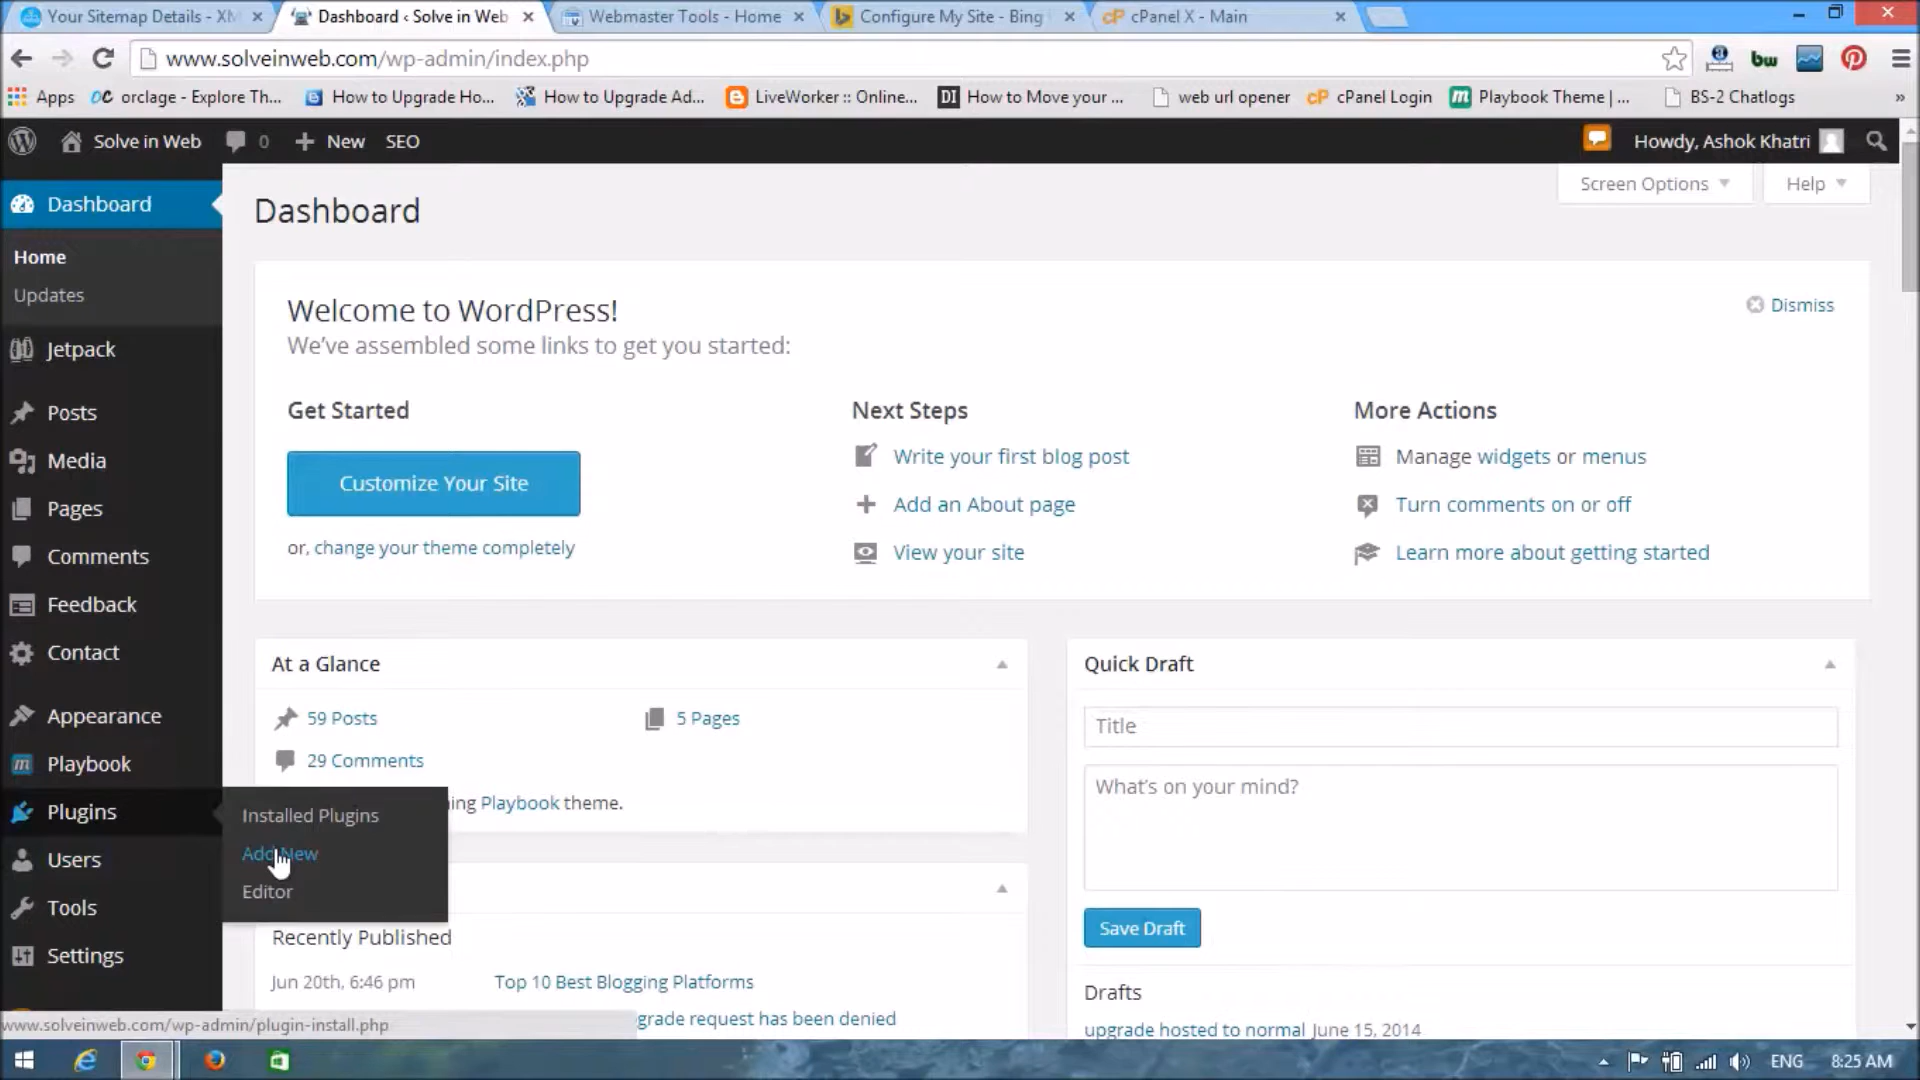 Your Sitemap Details - XM
Dashboard ‹ Solve in Web
Webmaster Tools - Home
Configure My Site - Bing
cP cPanel X - Main
www.solveinweb.com/wp-admin/index.php
bw
Apps
OC orclage - Explore Th...
How to Upgrade Ho...
How to Upgrade Ad...
LiveWorker :: Online...
DI How to Move your ...
web url opener
cP cPanel Login
m Playbook Theme | ...
BS-2 Chatlogs
»
Solve in Web
0
+ New
SEO
Howdy, Ashok Khatri
Dashboard
Home
Updates
Jetpack
Posts
Media
Pages
Comments
Feedback
Contact
Appearance
m Playbook
Plugins
Users
Tools
Settings
Installed Plugins
Add New
Editor
Screen Options
Help
Dashboard
Welcome to WordPress!
We’ve assembled some links to get you started:
Dismiss
Get Started
Customize Your Site
or, change your theme completely
Next Steps
Write your first blog post
Add an About page
View your site
More Actions
Manage widgets or menus
Turn comments on or off
Learn more about getting started
At a Glance
59 Posts
5 Pages
29 Comments
ing Playbook theme.
Recently Published
Jun 20th, 6:46 pm
Top 10 Best Blogging Platforms
grade request has been denied
Quick Draft
Title
What’s on your mind?
Save Draft
Drafts
upgrade hosted to normal June 15, 2014
www.solveinweb.com/wp-admin/plugin-install.php
ENG
8:25 AM